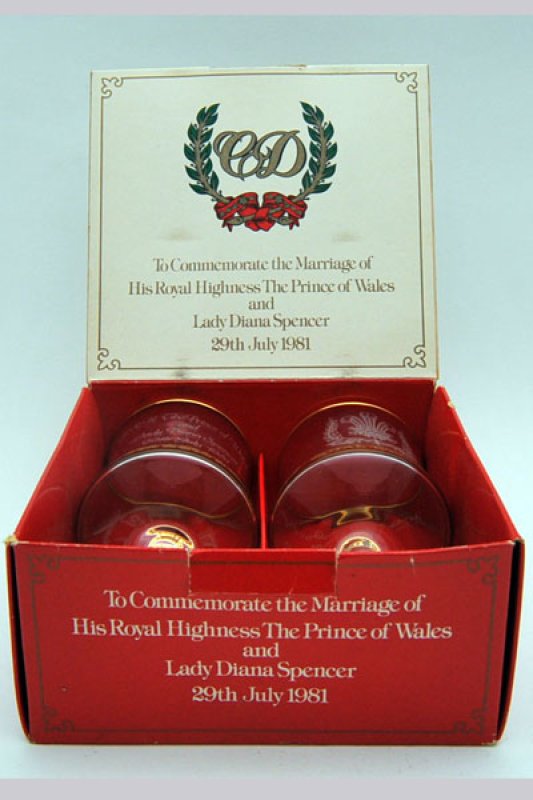 CD
To Commemorate the Marriage of
His Royal Highness The Prince of Wales
and
Lady Diana Spencer
29th July 1981
To Commemorate the Marriage of
His Royal Highness The Prince of Wales
and
Lady Diana Spencer
29th July 1981